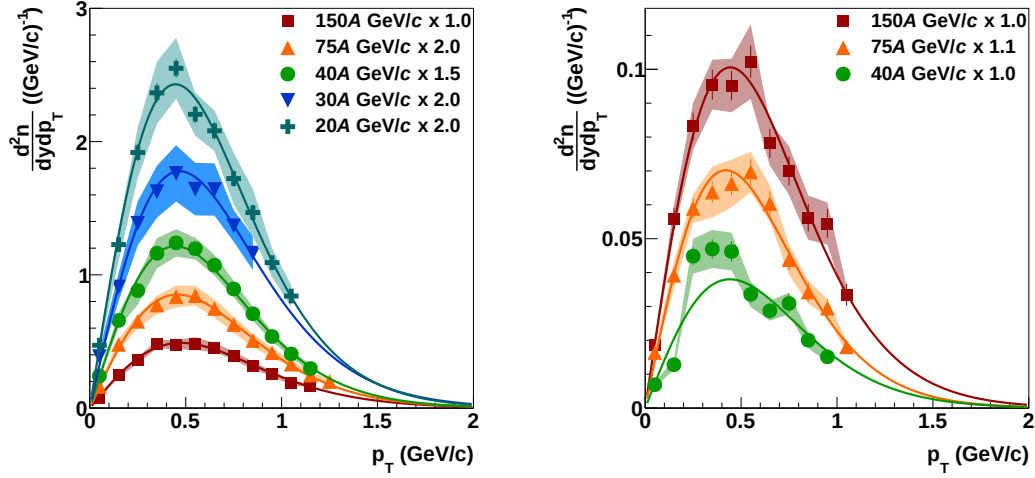 3
2
1
0
d²n
dydp_T
((GeV/c)⁻¹)
150A GeV/c x 1.0
75A GeV/c x 2.0
40A GeV/c x 1.5
30A GeV/c x 2.0
20A GeV/c x 2.0
0 0.5 1 1.5 2
p_T (GeV/c)
0.1
0.05
0
d²n
dydp_T
((GeV/c)⁻¹)
150A GeV/c x 1.0
75A GeV/c x 1.1
40A GeV/c x 1.0
0 0.5 1 1.5 2
p_T (GeV/c)